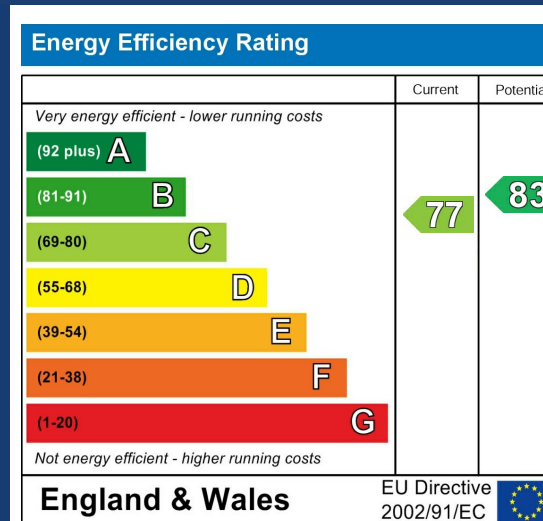 Energy Efficiency Rating
Current Potentia
Very energy efficient - lower running costs
(92 plus) A
(81-91) B
83
77
(69-80) C
(55-68) D
(39-54) E
(21-38) F
(1-20) G
Not energy efficient - higher running costs
England & Wales
EU Directive
2002/91/EC